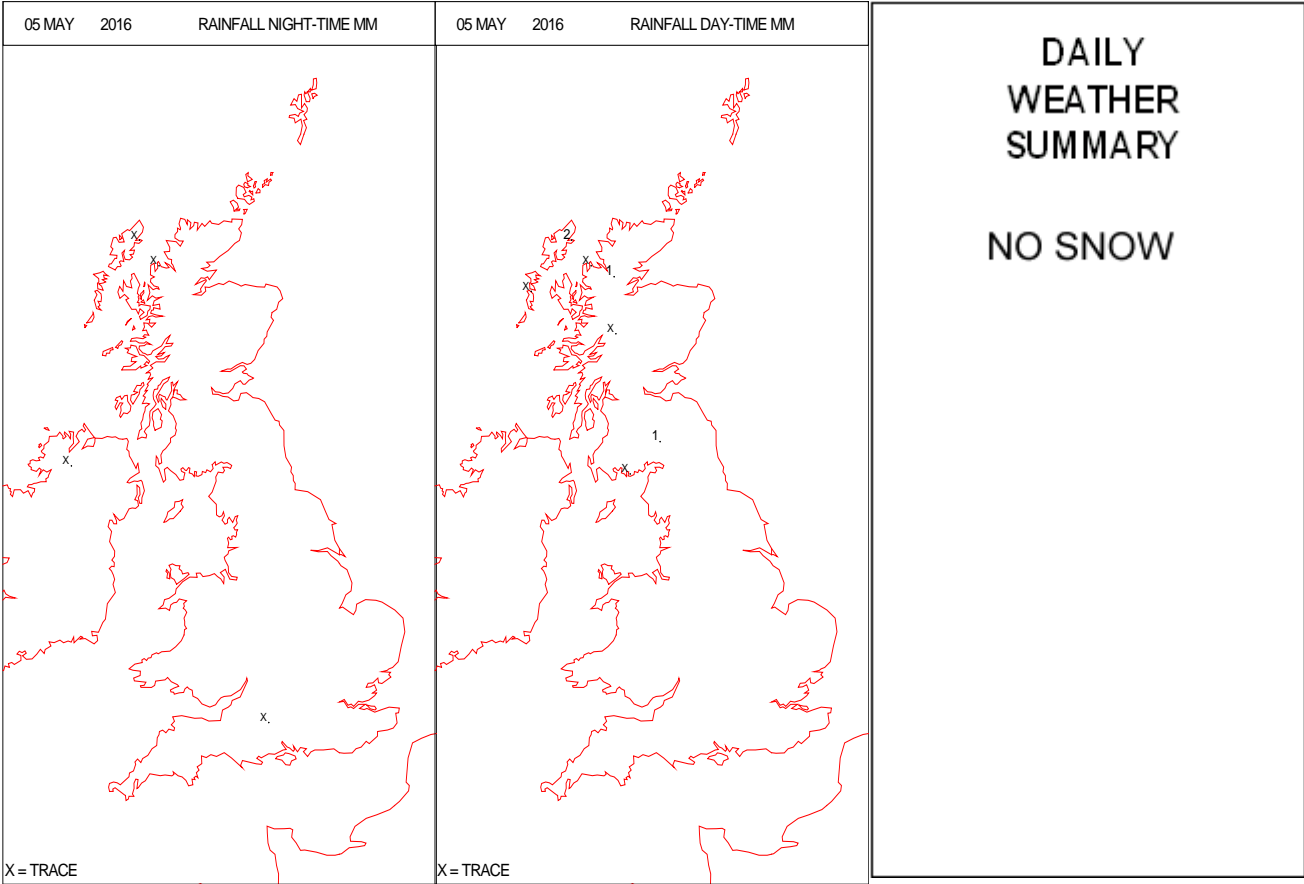 05 MAY 2016 RAINFALL NIGHT-TIME MM
X
X.
X.
X.
X = TRACE
05 MAY 2016 RAINFALL DAY-TIME MM
2
X.
1.
X
X.
1.
X
X = TRACE
DAILY
WEATHER
SUMMARY
NO SNOW